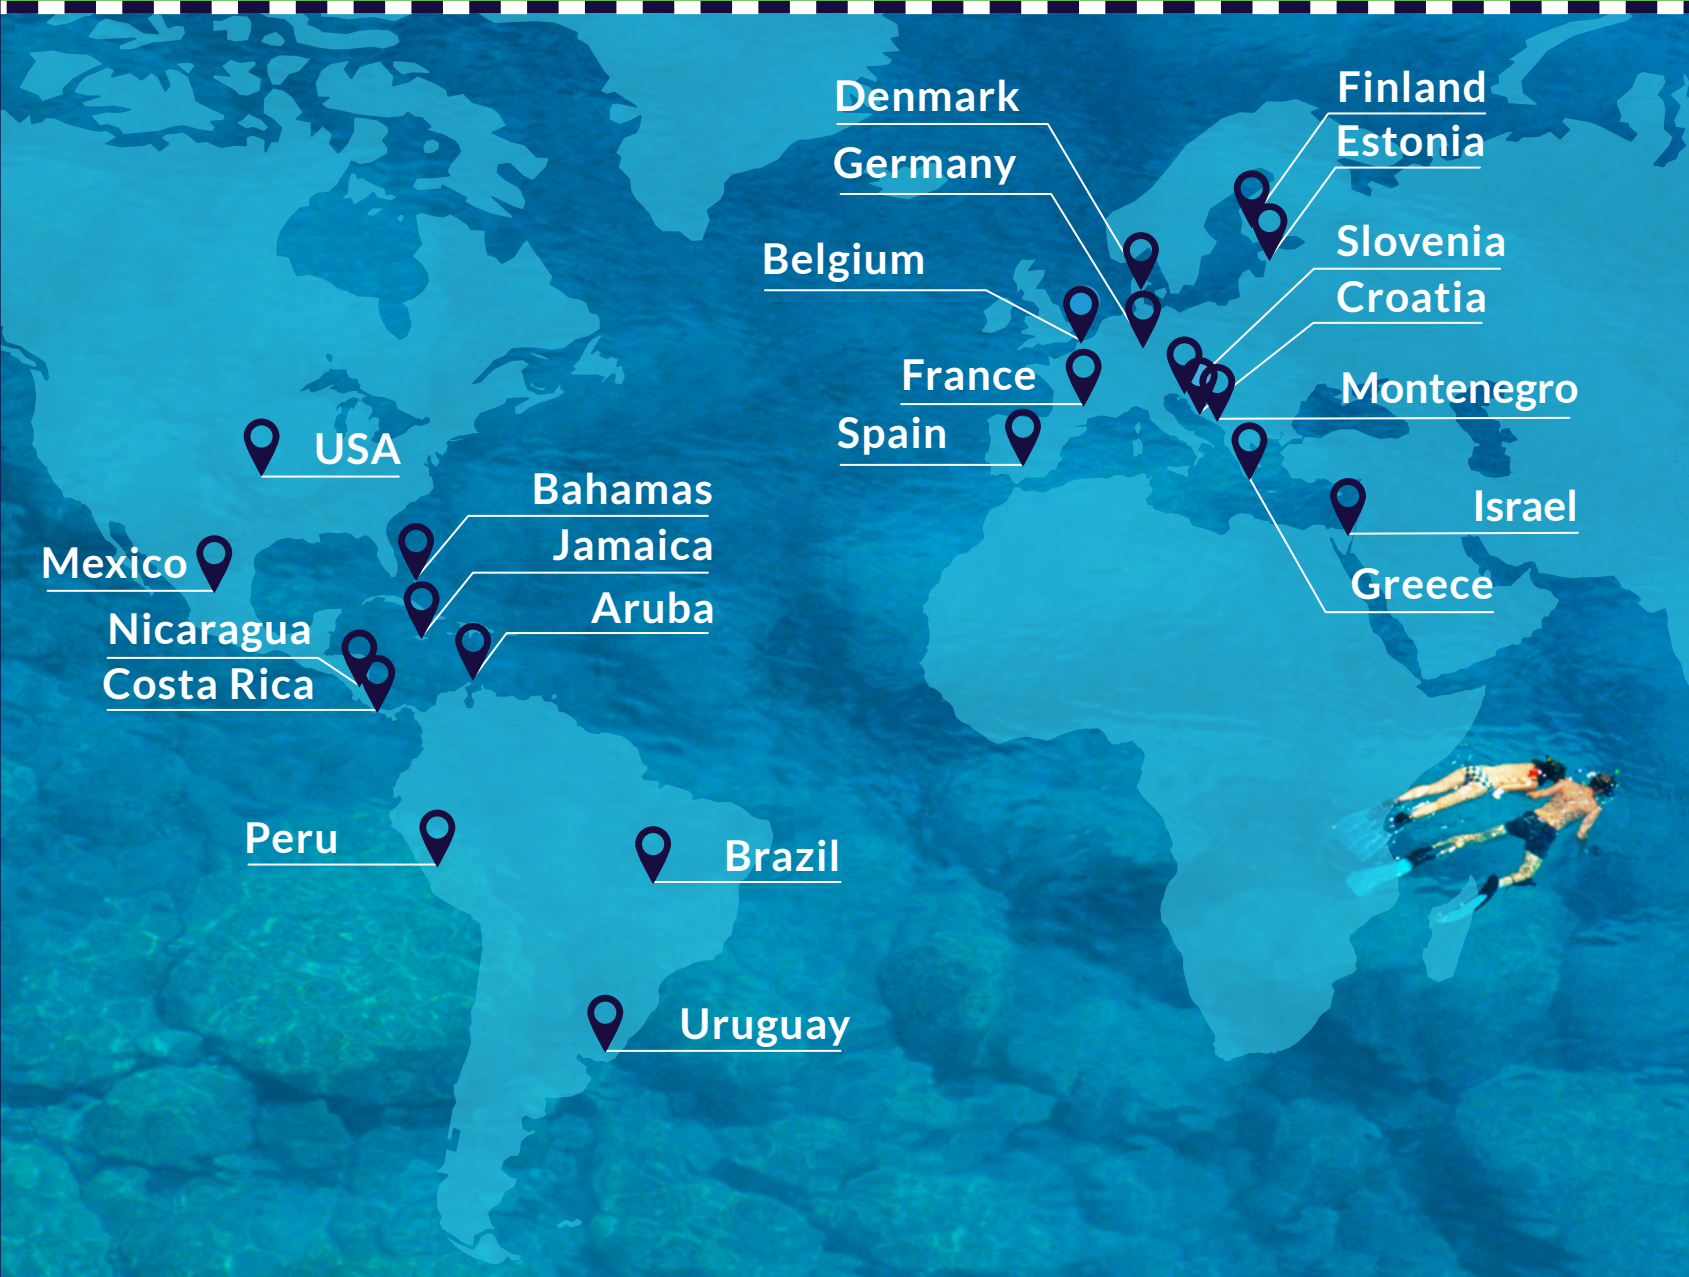 Denmark
Germany
Belgium
France
Spain
Finland
Estonia
Slovenia
Croatia
Montenegro
Israel
Greece
USA
Bahamas
Jamaica
Aruba
Mexico
Nicaragua
Costa Rica
Peru
Brazil
Uruguay